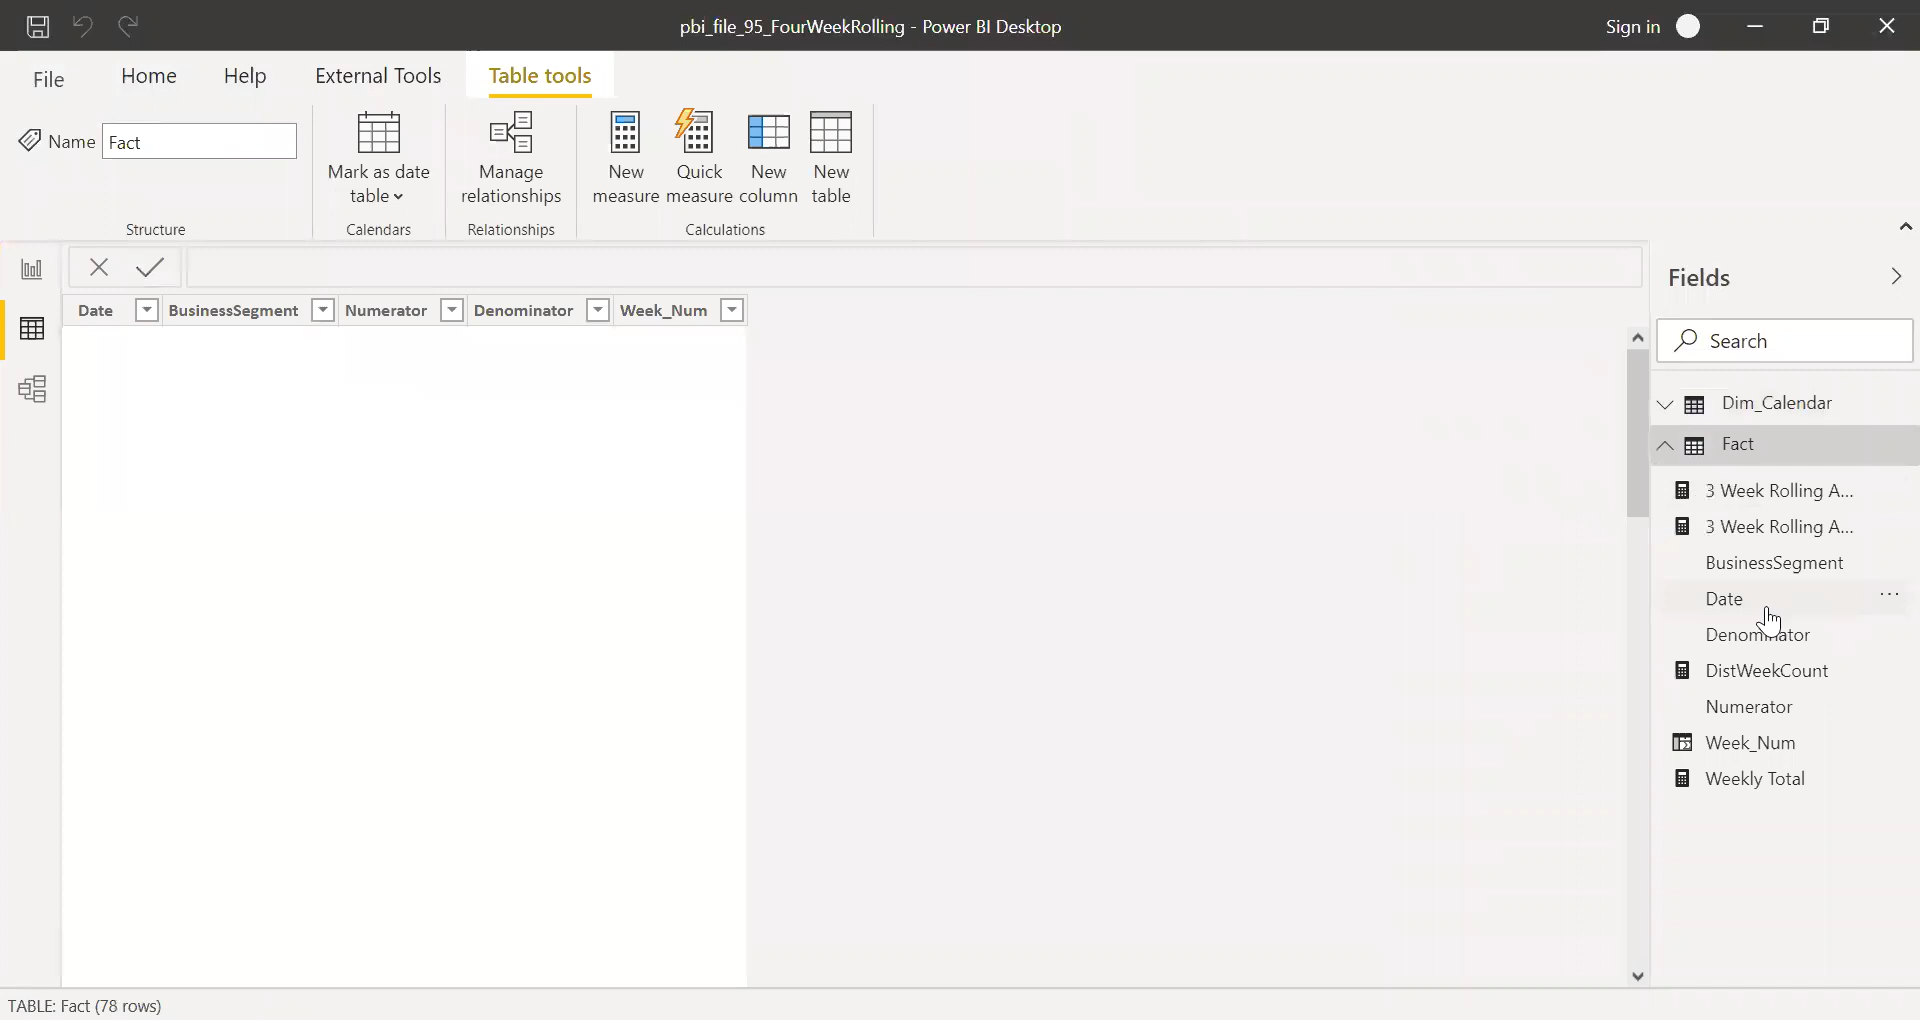 pbi_file_95_FourWeekRolling - Power BI Desktop
Sign in
File
Home
Help
External Tools
Table tools
Name
Fact
Mark as date
table
Manage
relationships
New
measure
Quick
measure
New
column
New
table
Structure
Calendars
Relationships
Calculations
Date
BusinessSegment
Numerator
Denominator
Week_Num
Fields
Search
Dim_Calendar
Fact
3 Week Rolling A...
3 Week Rolling A...
BusinessSegment
Date
Denominator
DistWeekCount
Numerator
Week_Num
Weekly Total
TABLE: Fact (78 rows)